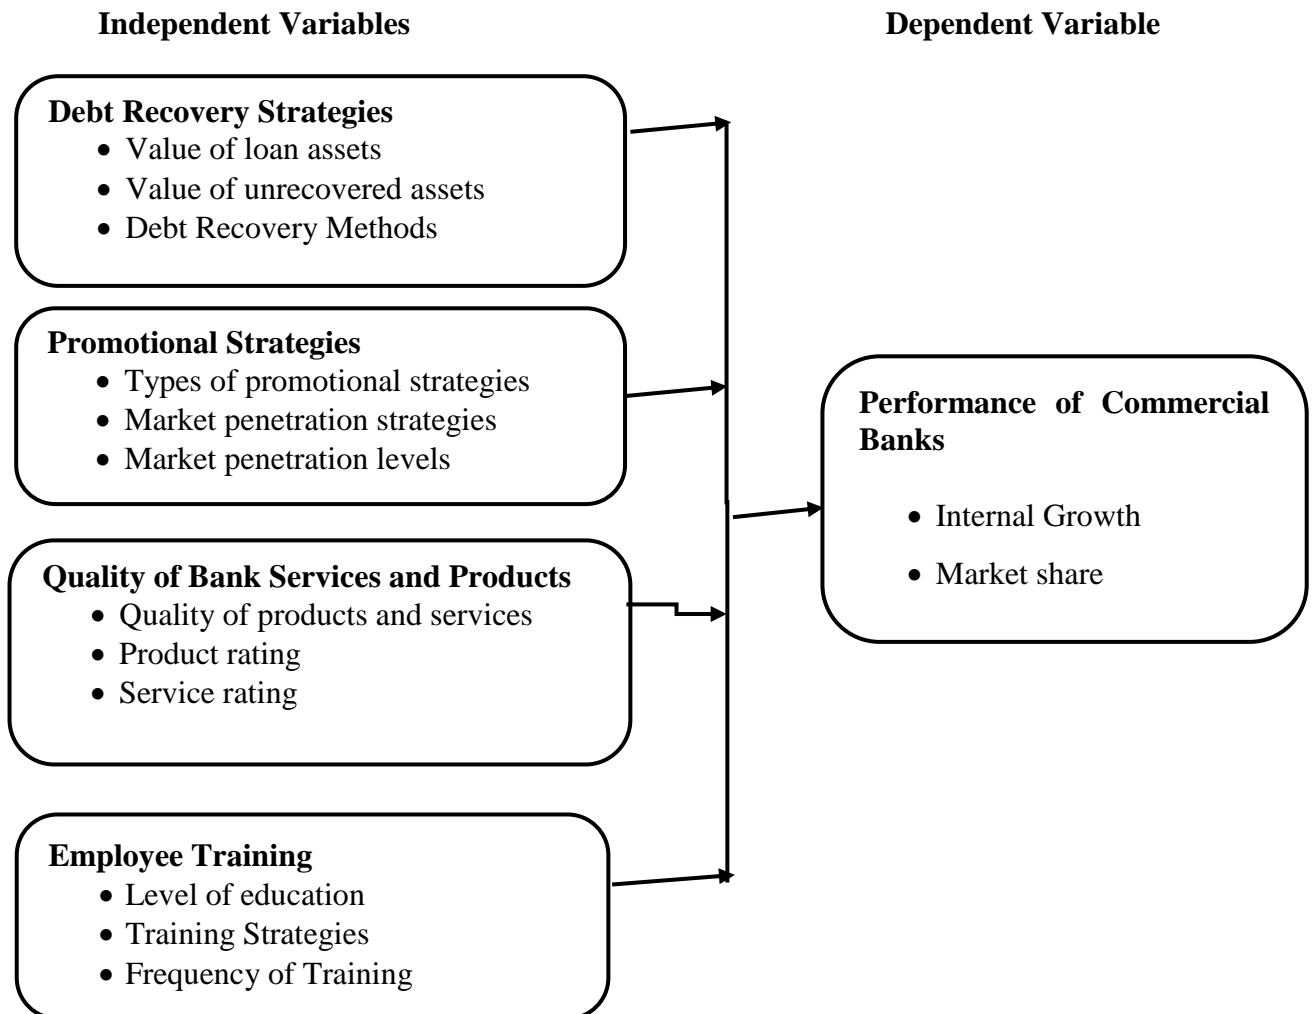 Independent Variables
Dependent Variable
Debt Recovery Strategies
• Value of loan assets
• Value of unrecovered assets
• Debt Recovery Methods
Promotional Strategies
• Types of promotional strategies
• Market penetration strategies
• Market penetration levels
Quality of Bank Services and Products
• Quality of products and services
• Product rating
• Service rating
Employee Training
• Level of education
• Training Strategies
• Frequency of Training
Performance of Commercial
Banks
• Internal Growth
• Market share